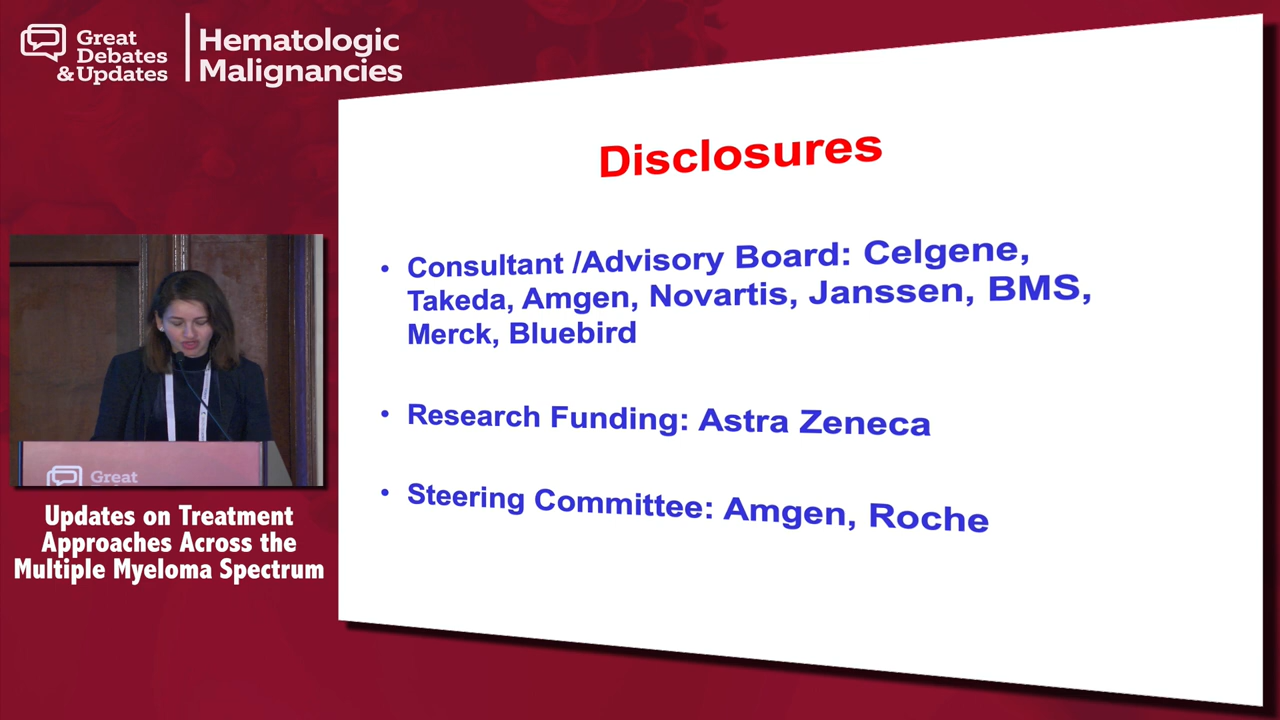 Great
Debates
&Updates
Hematologic
Malignancies
Disclosures
• Consultant /Advisory Board: Celgene,
Takeda, Amgen, Novartis, Janssen, BMS,
Merck, Bluebird
• Research Funding: Astra Zeneca
• Steering Committee: Amgen, Roche
Great
Updates on Treatment
Approaches Across the
Multiple Myeloma Spectrum